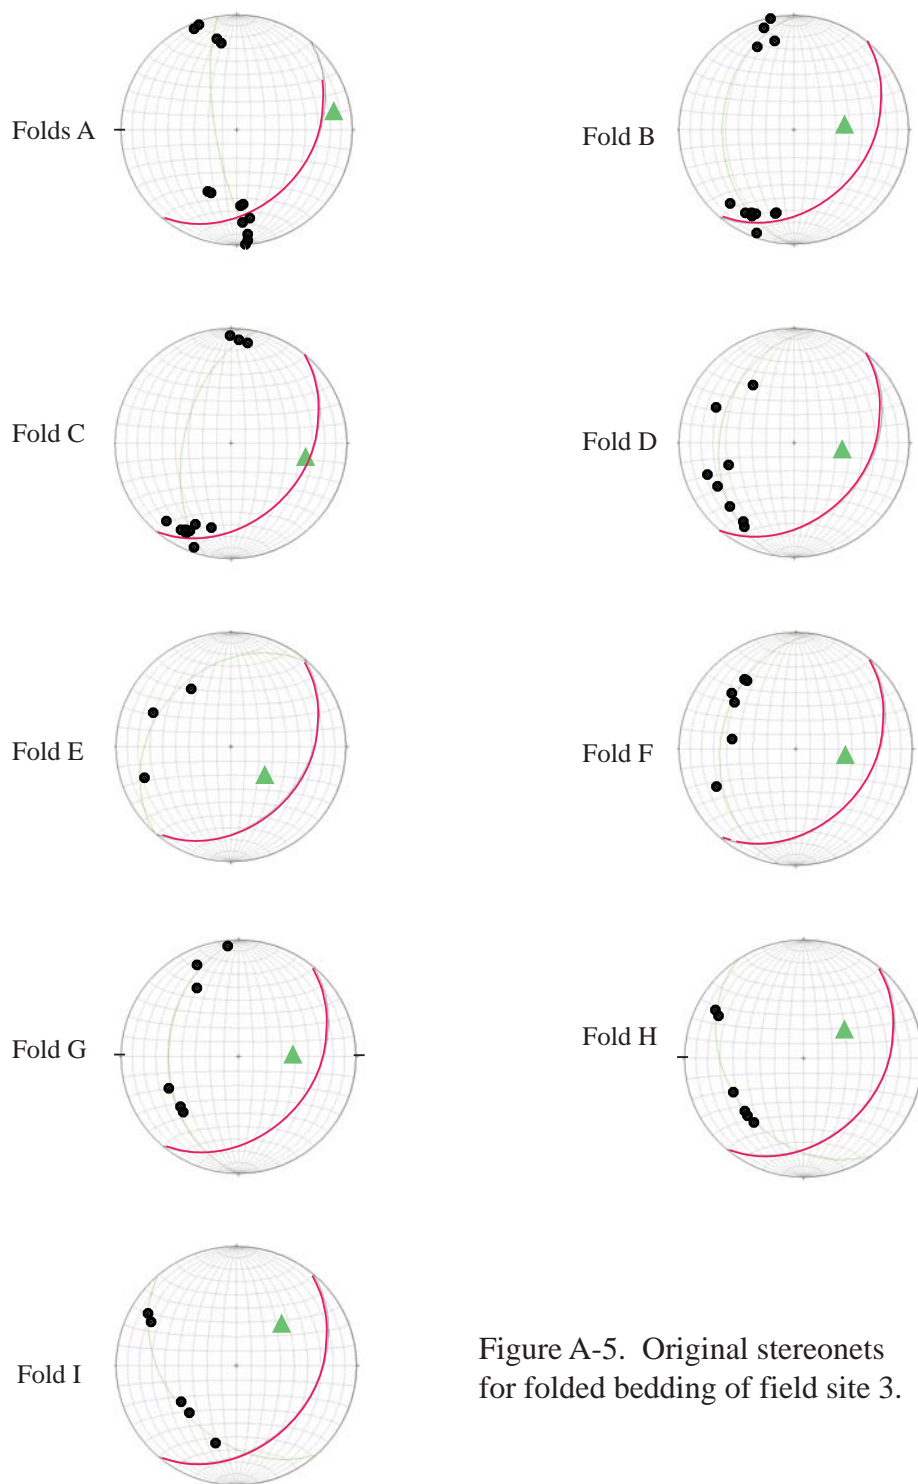 Folds A
Fold B
Fold C
Fold D
Fold E
Fold F
Fold G
Fold H
Fold I
Figure A-5. Original stereonets
for folded bedding of field site 3.